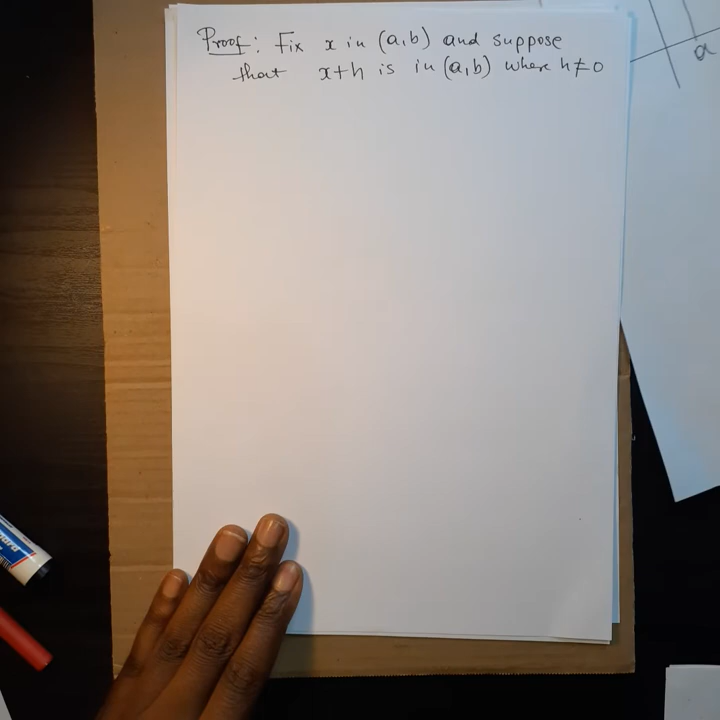 Proof: Fix x in (a,b) and suppose
that x+h is in (a,b) where h≠0
a